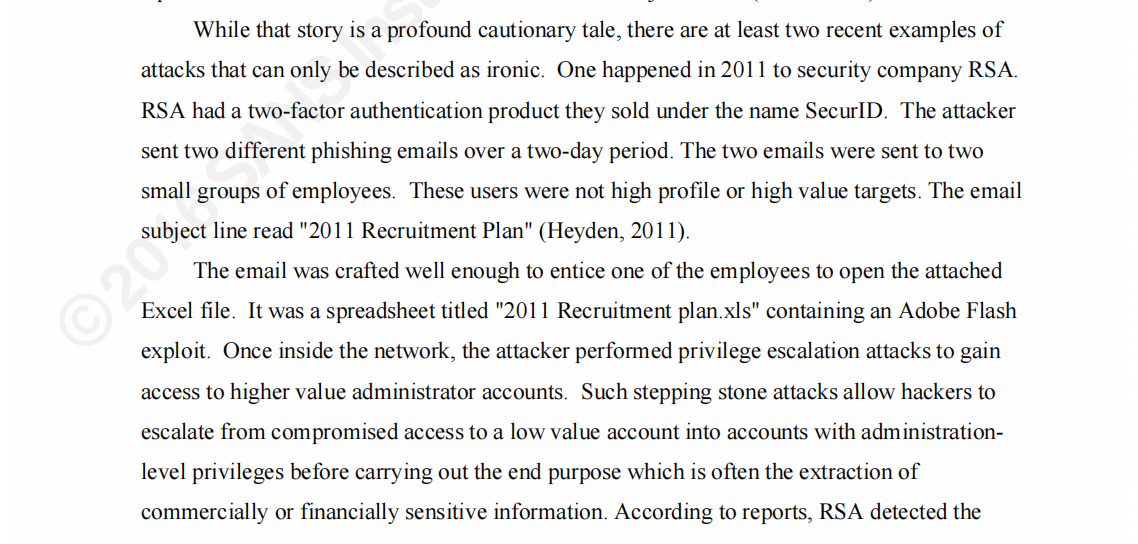 While that story is a profound cautionary tale, there are at least two recent examples of
attacks that can only be described as ironic.  One happened in 2011 to security company RSA.
RSA had a two-factor authentication product they sold under the name SecurID.  The attacker
sent two different phishing emails over a two-day period. The two emails were sent to two
small groups of employees.  These users were not high profile or high value targets. The email
subject line read "2011 Recruitment Plan" (Heyden, 2011).
The email was crafted well enough to entice one of the employees to open the attached
Excel file.  It was a spreadsheet titled "2011 Recruitment plan.xls" containing an Adobe Flash
exploit.  Once inside the network, the attacker performed privilege escalation attacks to gain
access to higher value administrator accounts.  Such stepping stone attacks allow hackers to
escalate from compromised access to a low value account into accounts with administration-
level privileges before carrying out the end purpose which is often the extraction of
commercially or financially sensitive information. According to reports, RSA detected the
© 2016 SANS